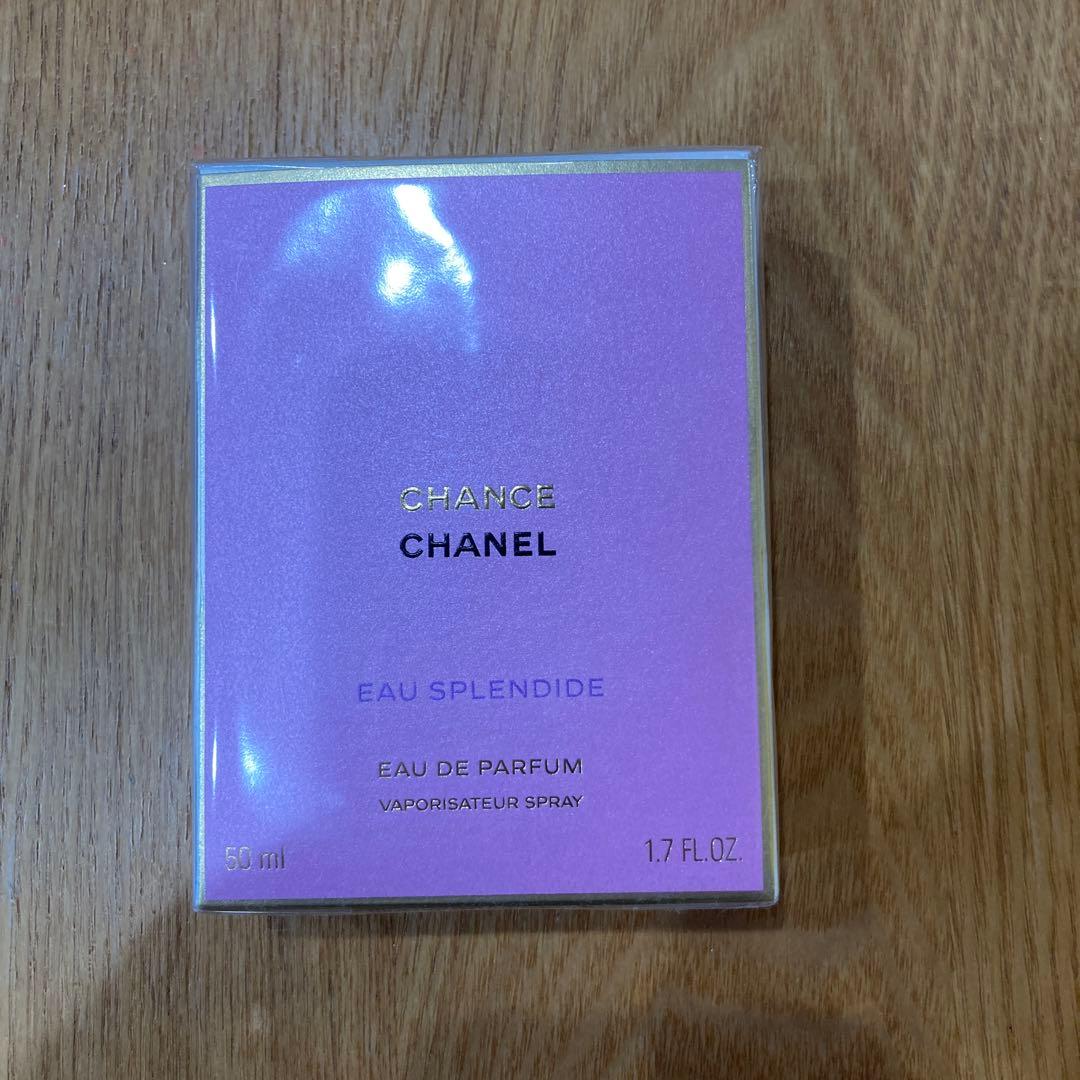 CHANCE
CHANEL
EAU SPLENDIDE
EAU DE PARFUM
VAPORISATEUR SPRAY
50 ml 1.7 FL.OZ.